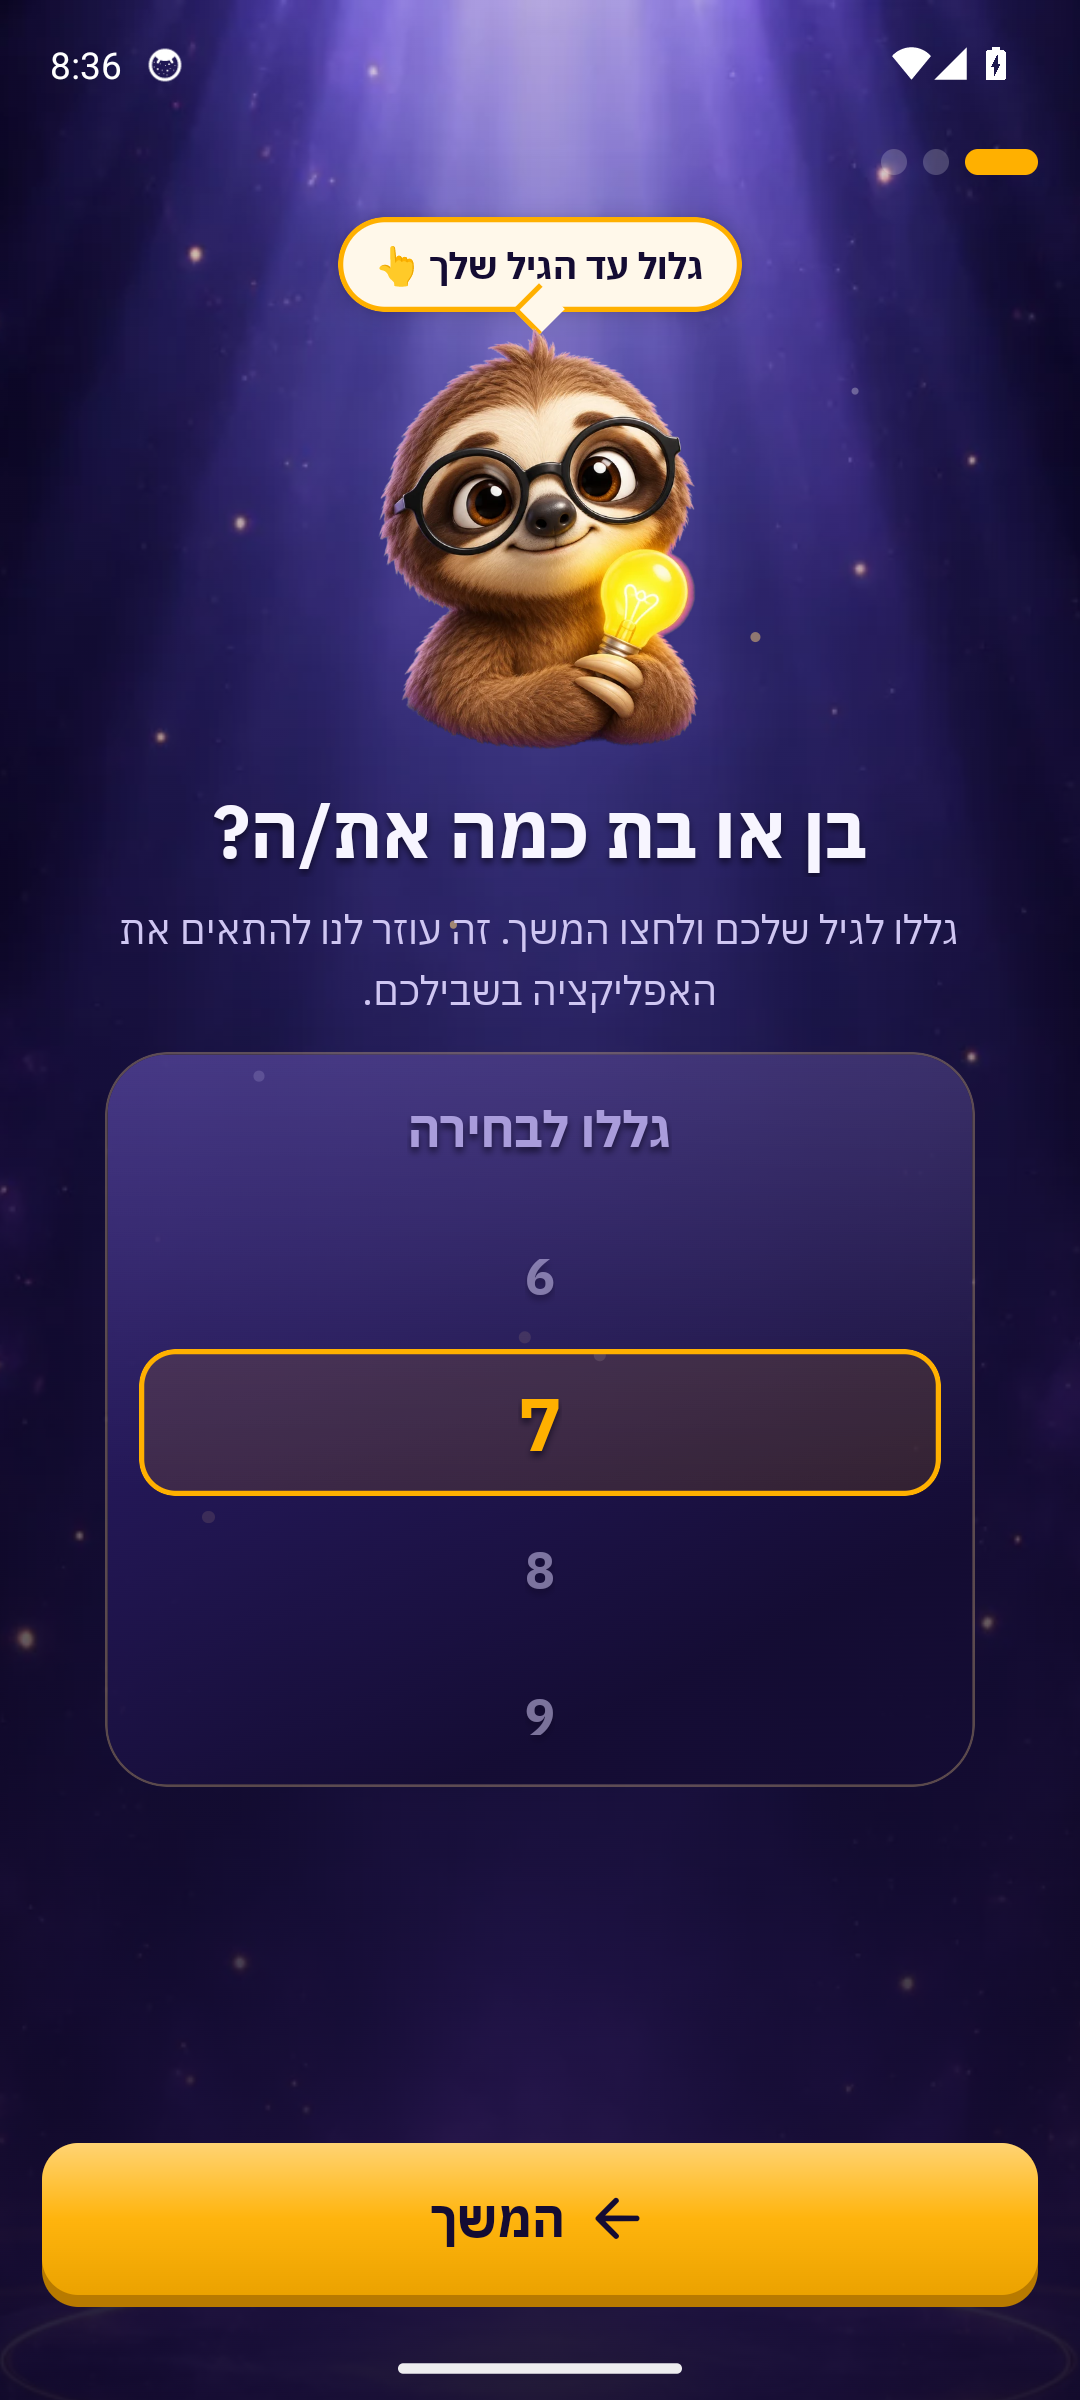 8:36
גלול עד הגיל שלך 👆
בן או בת כמה את/ה?
גללו לגיל שלכם ולחצו המשך. זה עוזר לנו להתאים את
האפליקציה בשבילכם.
גללו לבחירה
6
7
8
9
המשך